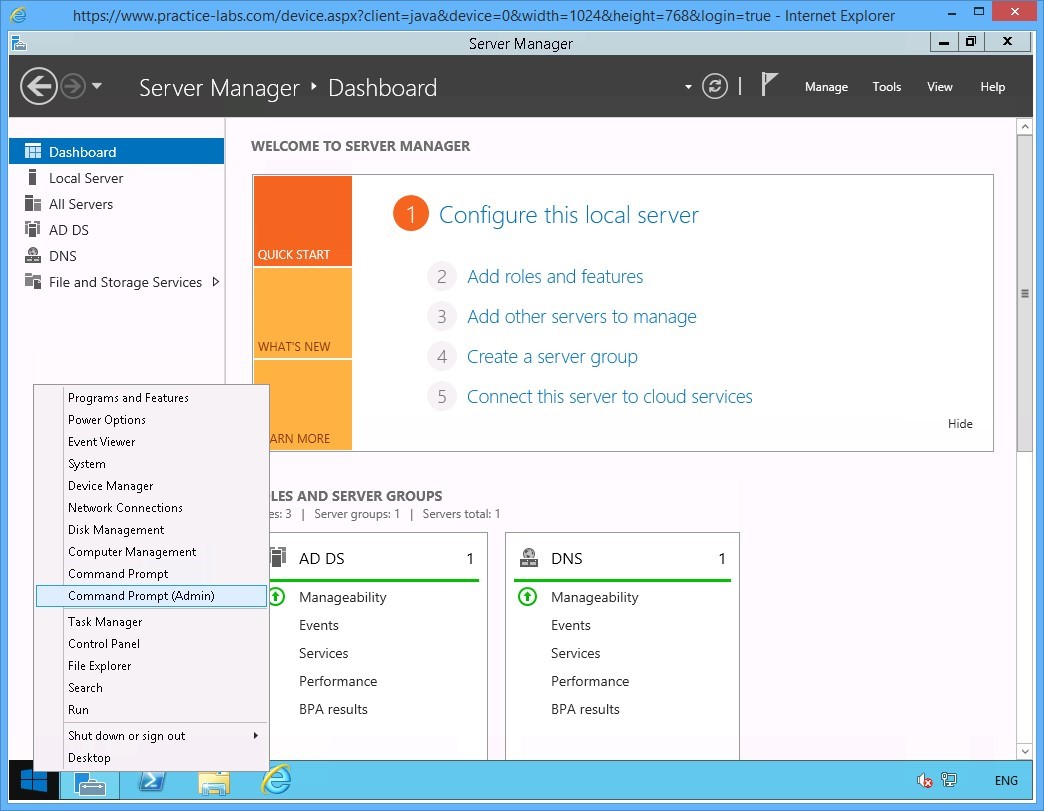 https://www.practice-labs.com/device.aspx?client=java&device=0&width=1024&height=768&login=true - Internet Explorer
Server Manager
Server Manager ‣ Dashboard
Manage Tools View Help
Dashboard
Local Server
All Servers
AD DS
DNS
File and Storage Services
WELCOME TO SERVER MANAGER
QUICK START
WHAT'S NEW
ARN MORE
1 Configure this local server
2 Add roles and features
3 Add other servers to manage
4 Create a server group
5 Connect this server to cloud services
Hide
LES AND SERVER GROUPS
es: 3 | Server groups: 1 | Servers total: 1
AD DS 1
Manageability
Events
Services
Performance
BPA results
DNS 1
Manageability
Events
Services
Performance
BPA results
Programs and Features
Power Options
Event Viewer
System
Device Manager
Network Connections
Disk Management
Computer Management
Command Prompt
Command Prompt (Admin)
Task Manager
Control Panel
File Explorer
Search
Run
Shut down or sign out
Desktop
ENG